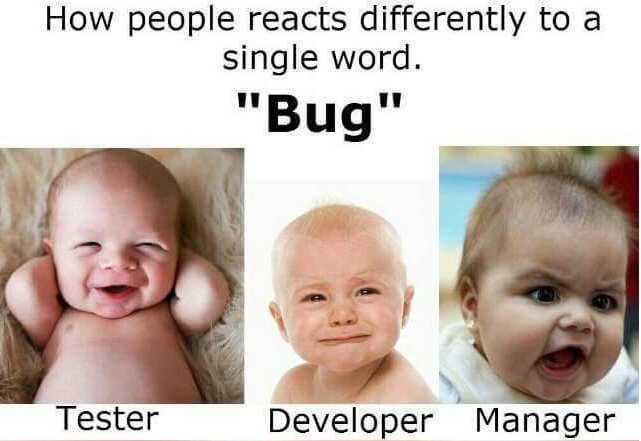 How people reacts differently to a
single word.
"Bug"
Tester
Developer
Manager